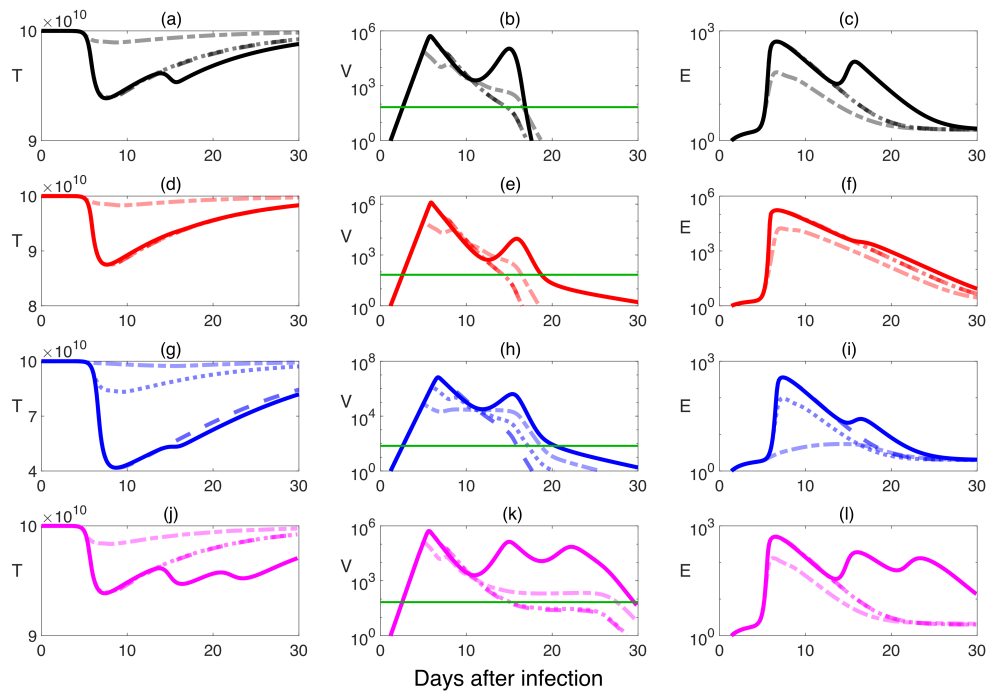 (a) (b) (c)
×10^10
10 9 T
0 10 20 30
10^6 10^3 10^0 V
0 10 20 30
10^3 10^0 E
0 10 20 30
(d) (e) (f)
×10^10
10 9 8 T
0 10 20 30
10^6 10^3 10^0 V
0 10 20 30
10^6 10^3 10^0 E
0 10 20 30
(g) (h) (i)
×10^10
10 7 4 T
0 10 20 30
10^8 10^4 10^0 V
0 10 20 30
10^3 10^0 E
0 10 20 30
(j) (k) (l)
×10^10
10 9 T
0 10 20 30
10^6 10^3 10^0 V
0 10 20 30
10^3 10^0 E
0 10 20 30
Days after infection